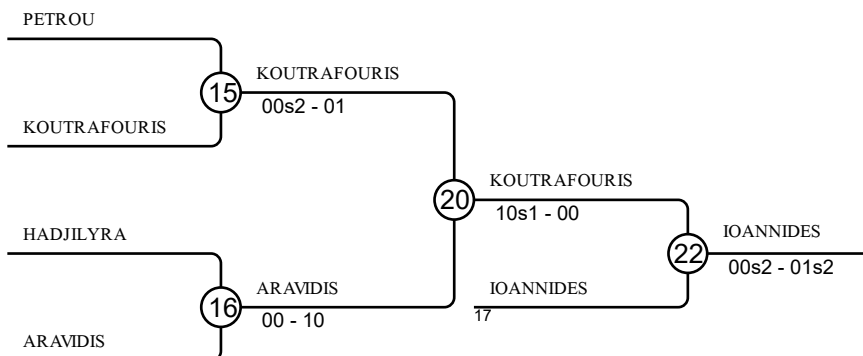 PETROU
15
KOUTRAFOURIS
00s2 - 01
KOUTRAFOURIS
20
KOUTRAFOURIS
10s1 - 00
HADJILYRA
16
ARAVIDIS
00 - 10
ARAVIDIS
IOANNIDES
17
22
IOANNIDES
00s2 - 01s2